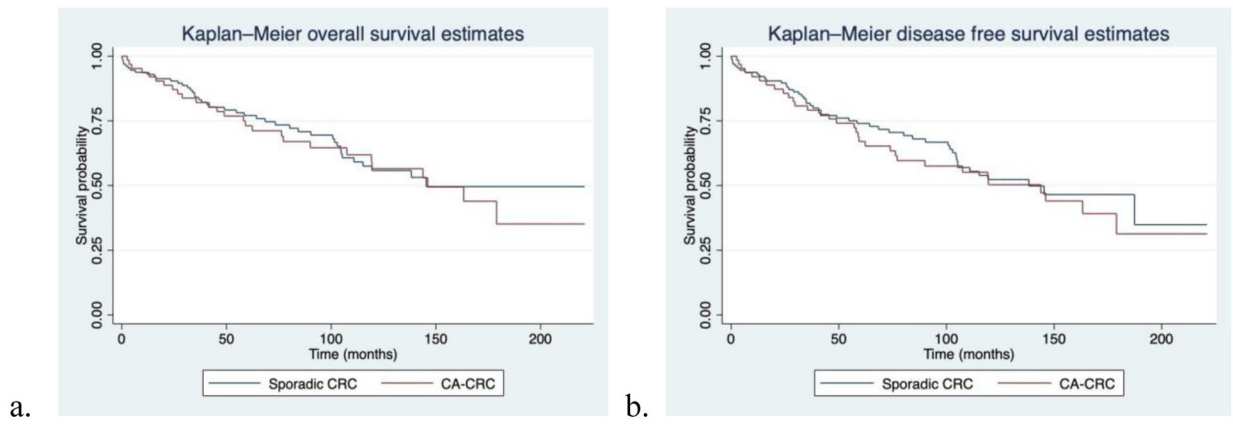 Kaplan–Meier overall survival estimates
Survival probability
1.00
0.75
0.50
0.25
0.00
0 50 100 150 200
Time (months)
Sporadic CRC CA-CRC
a.
Kaplan–Meier disease free survival estimates
Survival probability
1.00
0.75
0.50
0.25
0.00
0 50 100 150 200
Time (months)
Sporadic CRC CA-CRC
b.